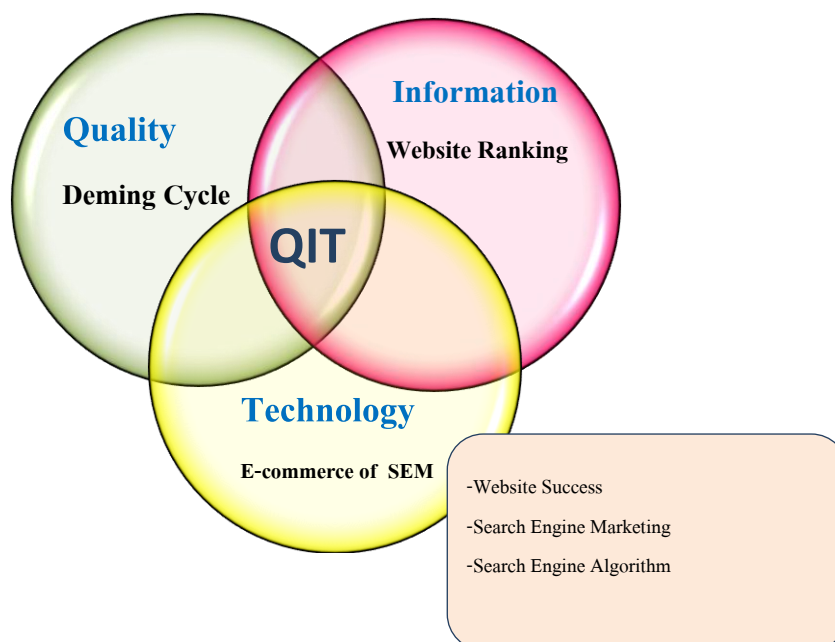 Information
Quality
Website Ranking
Deming Cycle
QIT
Technology
E-commerce of SEM
-Website Success
-Search Engine Marketing
-Search Engine Algorithm